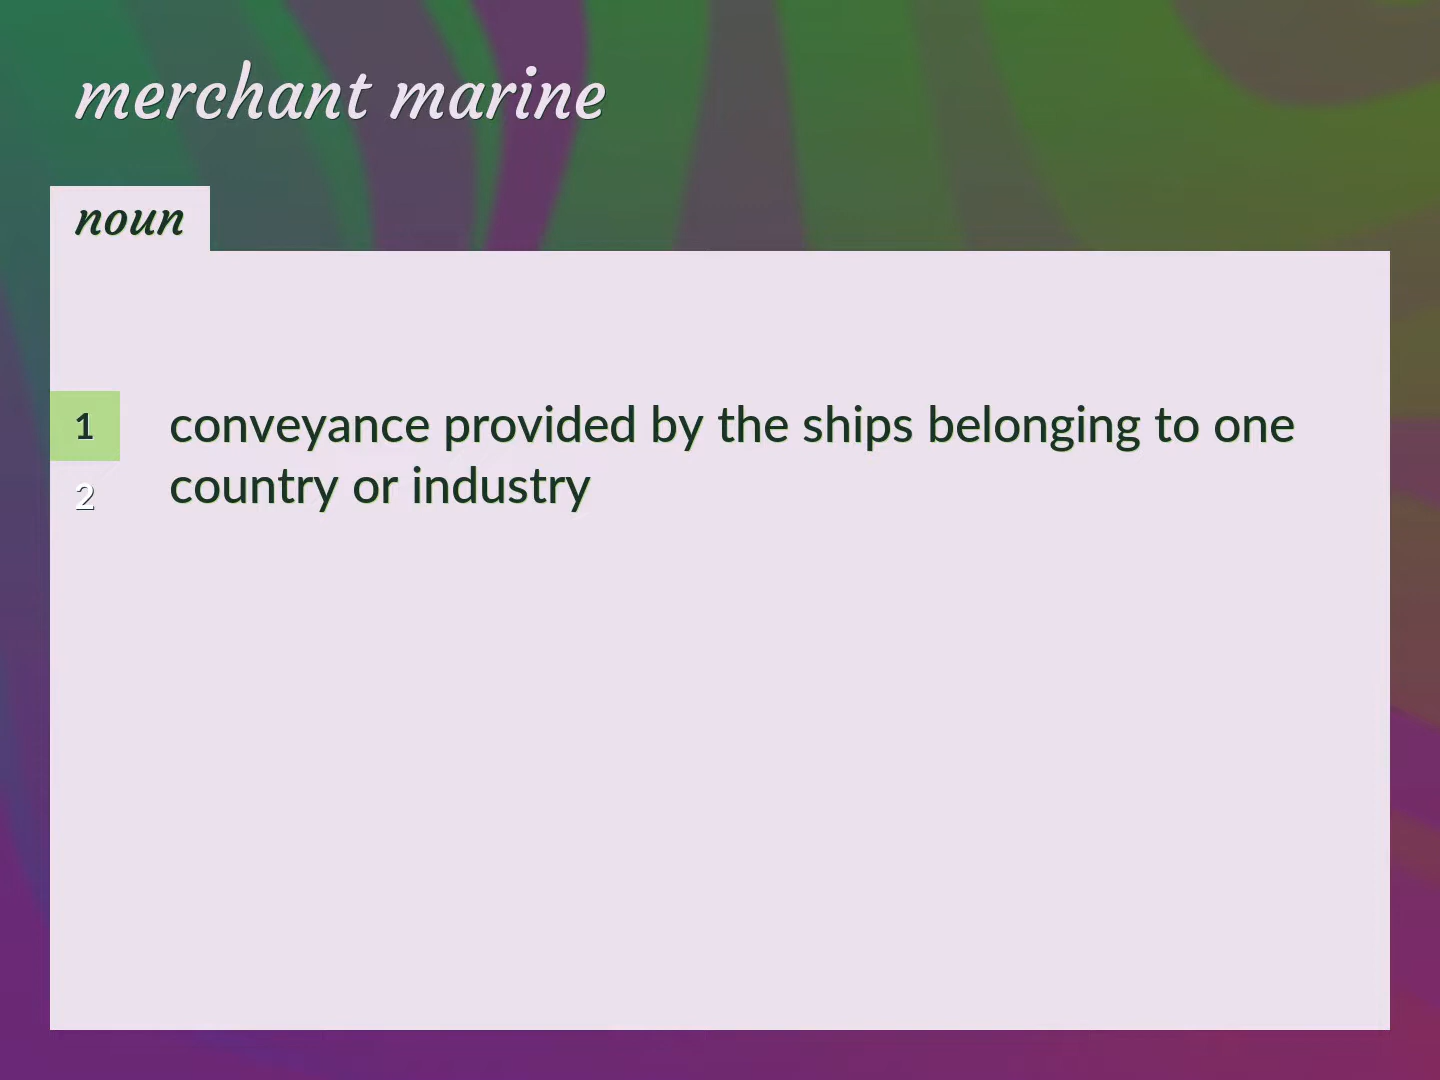 merchant marine
noun
1 conveyance provided by the ships belonging to one
country or industry
2